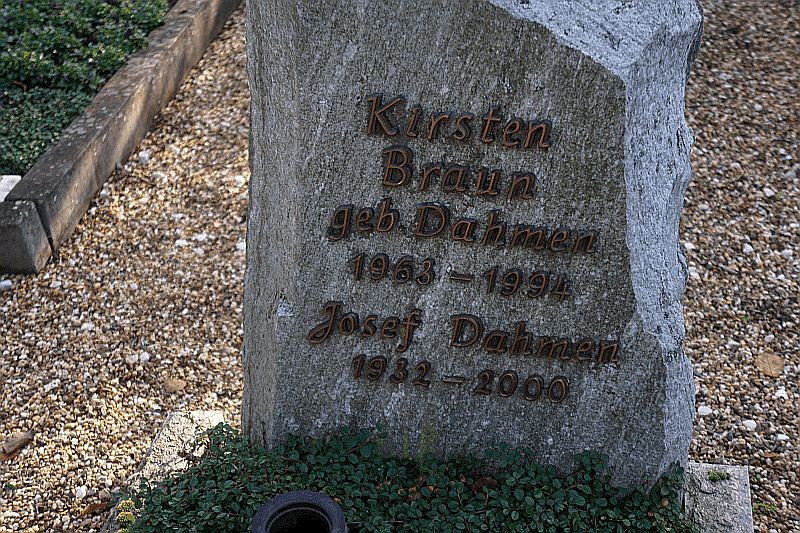 Kirsten
Braun
geb. Dahmen
1963 – 1994
Josef Dahmen
1932 – 2000